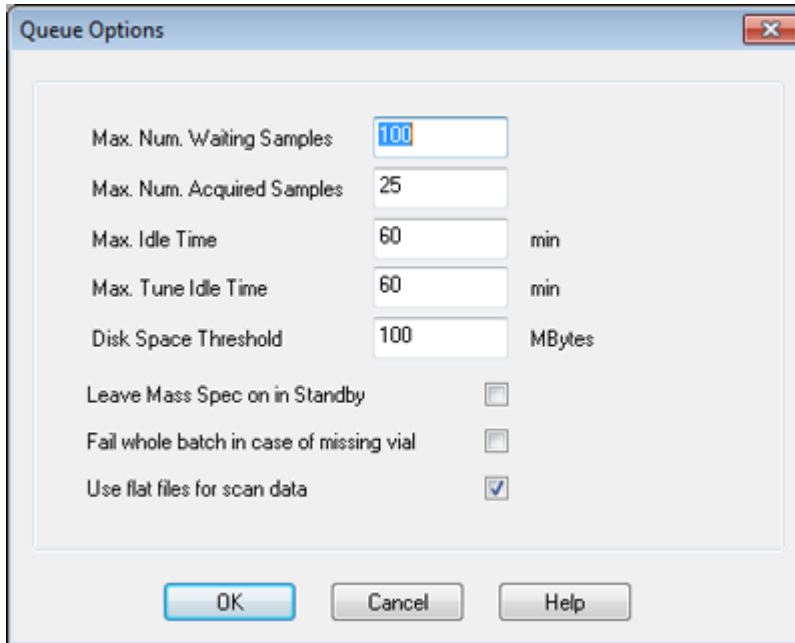 Queue Options
Max. Num. Waiting Samples 100
Max. Num. Acquired Samples 25
Max. Idle Time 60 min
Max. Tune Idle Time 60 min
Disk Space Threshold 100 MBytes
Leave Mass Spec on in Standby
Fail whole batch in case of missing vial
Use flat files for scan data
OK Cancel Help